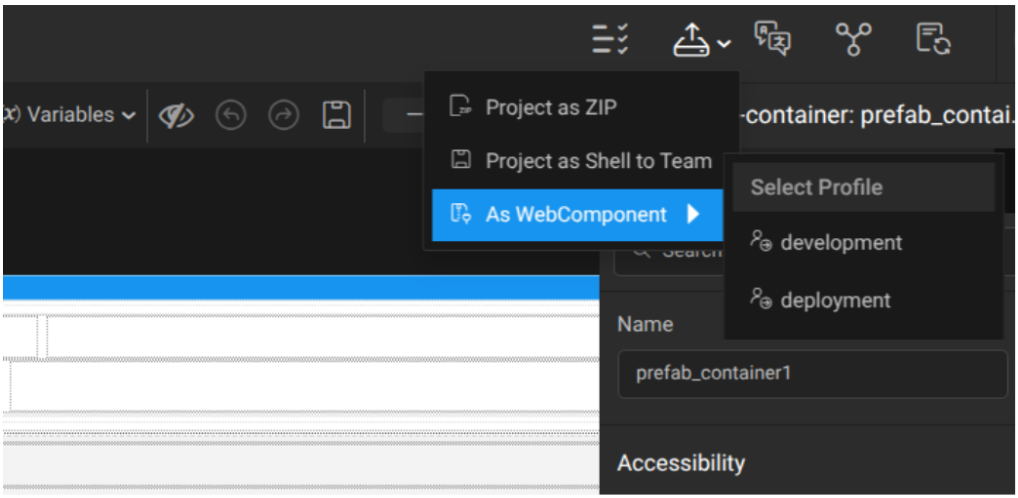 (x) Variables
Project as ZIP
-container: prefab_contai.
Project as Shell to Team
As WebComponent
Select Profile
development
deployment
Search
Name
prefab_container1
Accessibility